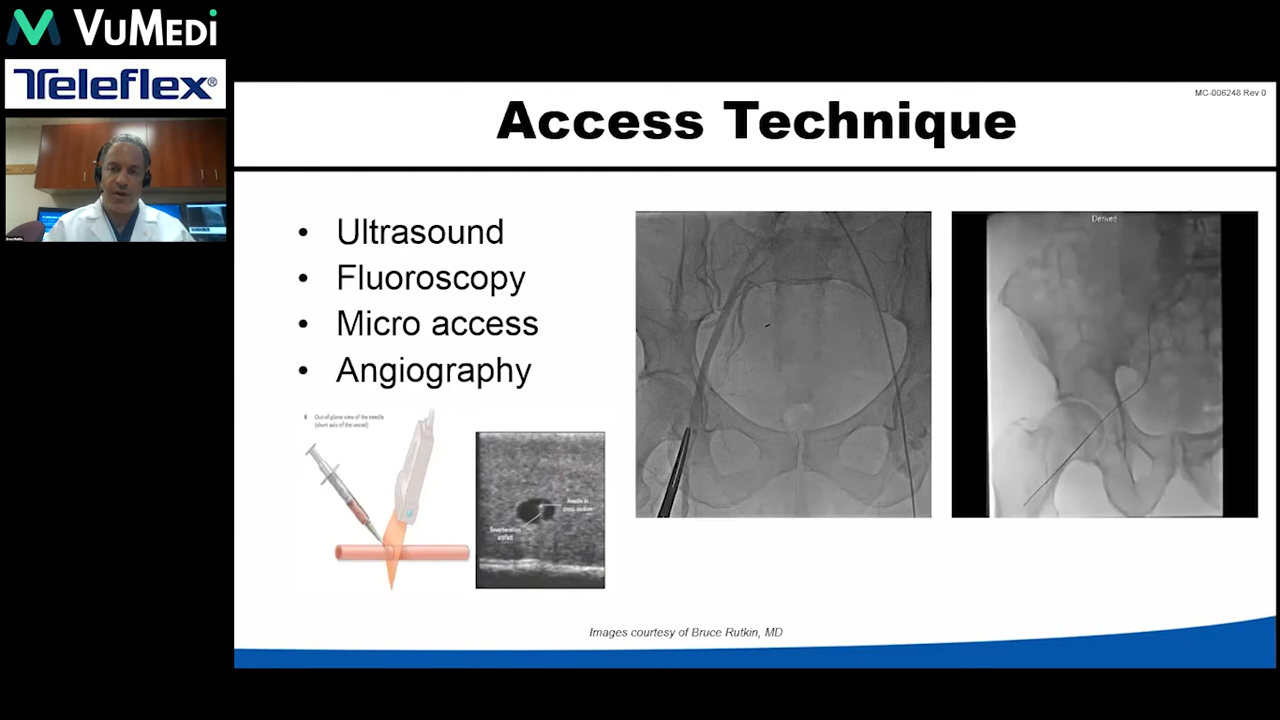 VuMedi
Teleflex®
Bruce Rutkin
MC-006248 Rev 0
Access Technique
• Ultrasound
• Fluoroscopy
• Micro access
• Angiography
B Out-of-plane view of the needle
(short axis of the vessel)
Needle in
cross-section
Reverberation
artifact
Derived
Images courtesy of Bruce Rutkin, MD